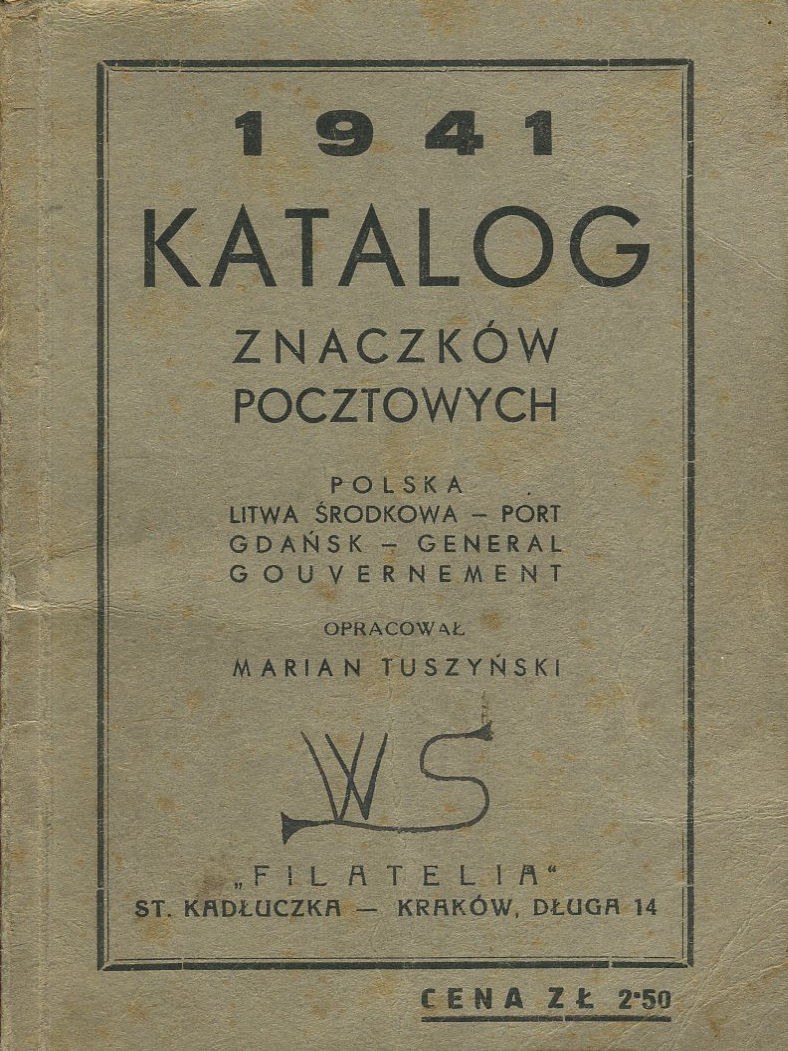 1941
KATALOG
ZNACZKÓW
POCZTOWYCH
POLSKA
LITWA ŚRODKOWA – PORT
GDAŃSK – GENERAL
GOUVERNEMENT
OPRACOWAŁ
MARIAN TUSZYŃSKI
WS
„FILATELIA“
ST. KADŁUCZKA — KRAKÓW, DŁUGA 14
CENA ZŁ 2·50